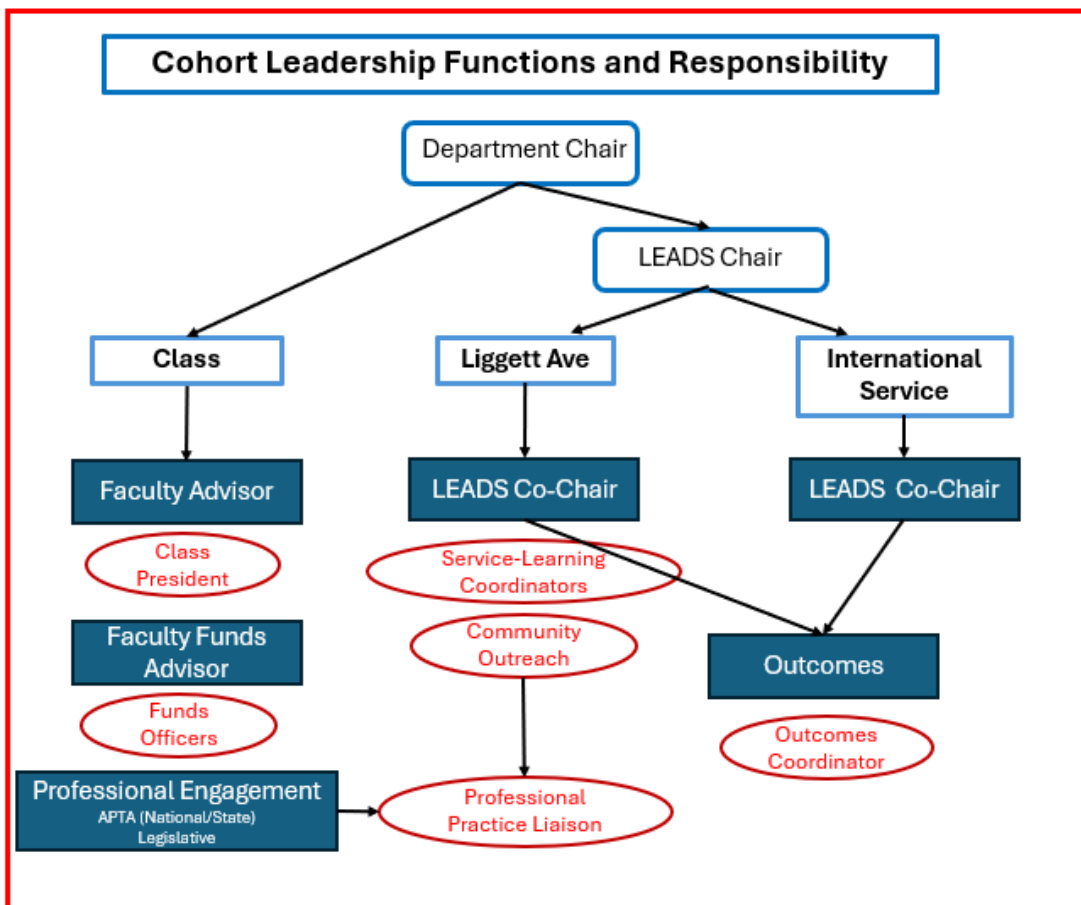 Cohort Leadership Functions and Responsibility
Department Chair
LEADS Chair
Class
Liggett Ave
International
Service
Faculty Advisor
LEADS Co-Chair
LEADS Co-Chair
Class
President
Service-Learning
Coordinators
Faculty Funds
Advisor
Community
Outreach
Outcomes
Funds
Officers
Outcomes
Coordinator
Professional Engagement
APTA (National/State)
Legislative
Professional
Practice Liaison